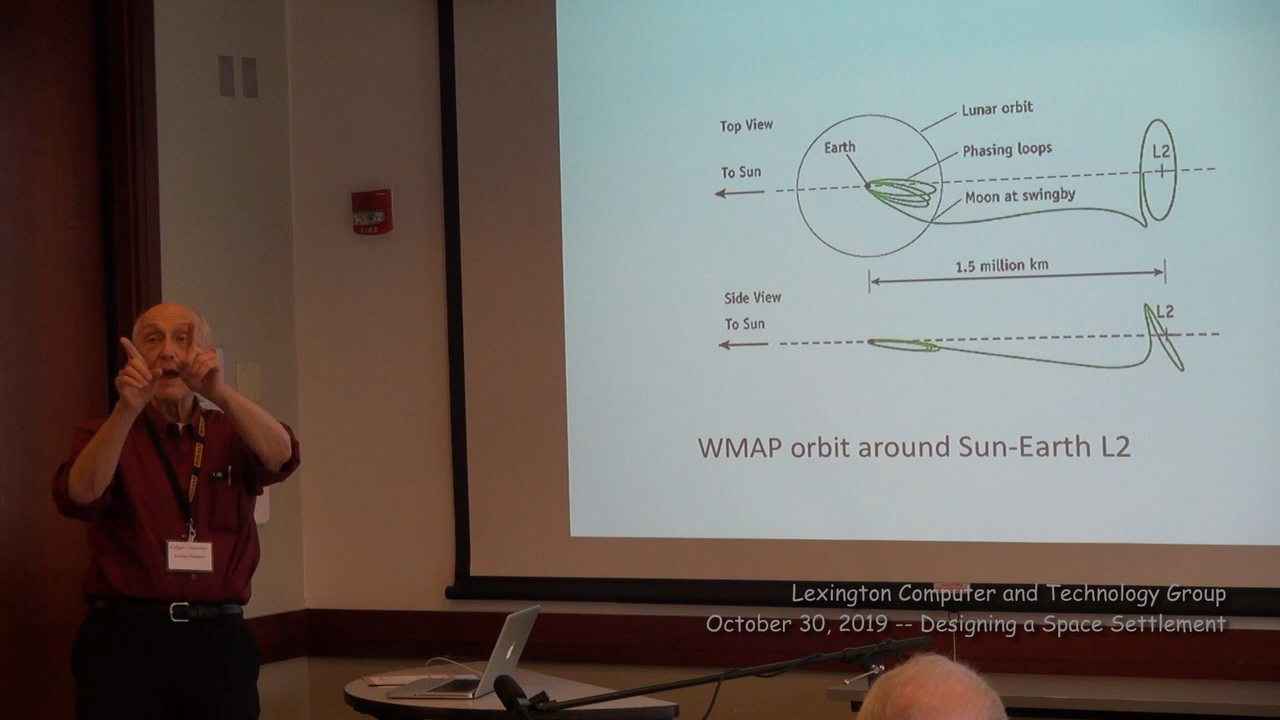 Top View
Lunar orbit
Earth
Phasing loops
L2
To Sun
Moon at swingby
1.5 million km
Side View
L2
To Sun
WMAP orbit around Sun-Earth L2
FIRE
Lexington Computer and Technology Group
October 30, 2019 -- Designing a Space Settlement